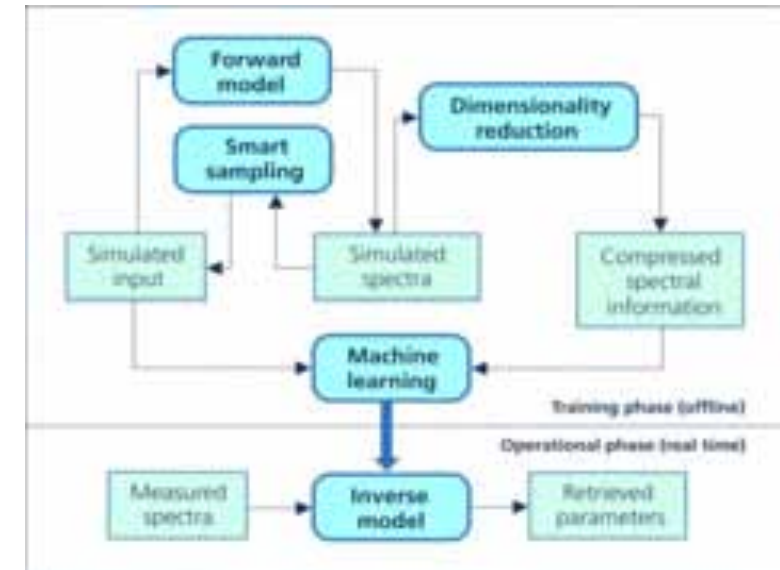 Forward
model
Dimensionality
reduction
Smart
sampling
Simulated
input
Simulated
spectra
Compressed
spectral
information
Machine
learning
Training phase (offline)
Operational phase (real time)
Measured
spectra
Inverse
model
Retrieved
parameters